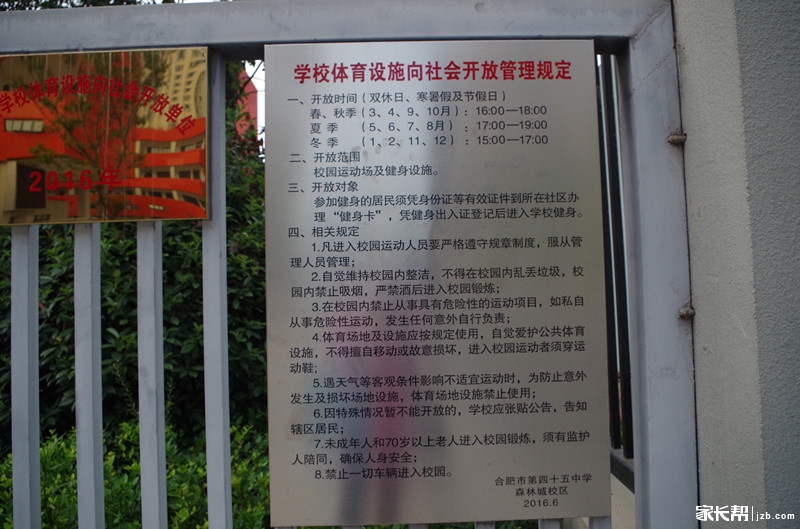 学校体育设施向社会开放单位
2016年
学校体育设施向社会开放管理规定
一、开放时间（双休日、寒暑假及节假日）
春、秋季（3、4、9、10月）：16:00—18:00
夏 季 （5、6、7、8月）：17:00—19:00
冬 季 （1、2、11、12）：15:00—17:00
二、开放范围
校园运动场及健身设施。
三、开放对象
参加健身的居民须凭身份证等有效证件到所在社区办
理“健身卡”，凭健身出入证登记后进入学校健身。
四、相关规定
1.凡进入校园运动人员要严格遵守规章制度，服从管
理人员管理；
2.自觉维持校园内整洁，不得在校园内乱丢垃圾，校
园内禁止吸烟，严禁酒后进入校园锻炼；
3.在校园内禁止从事具有危险性的运动项目，如私自
从事危险性运动，发生任何意外自行负责；
4.体育场地及设施应按规定使用，自觉爱护公共体育
设施，不得擅自移动或故意损坏，进入校园运动者须穿运
动鞋；
5.遇天气等客观条件影响不适宜运动时，为防止意外
发生及损坏场地设施，体育场地设施禁止使用；
6.因特殊情况暂不能开放的，学校应张贴公告，告知
辖区居民；
7.未成年人和70岁以上老人进入校园锻炼，须有监护
人陪同，确保人身安全；
8.禁止一切车辆进入校园。
合肥市第四十五中学
森林城校区
2016.6
家长帮|jzb.com